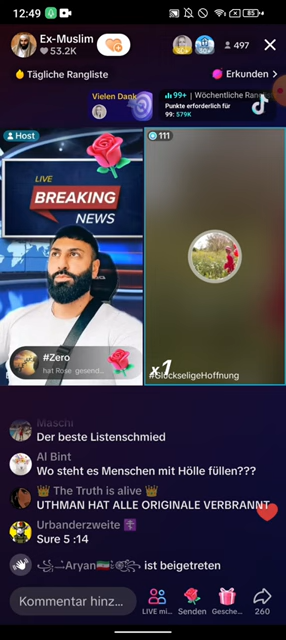 12:49
85
Ex-Muslim
53.2K
497
Tägliche Rangliste
Erkunden >
Vielen Dank
99+ | Wöchentliche Rang
Punkte erforderlich für
99: 579K
Host
111
LIVE
BREAKING
NEWS
#Zero
hat Rose gesend...
x1
#GlückseligeHoffnung
Maschi
Der beste Listenschmied
Al Bint
Wo steht es Menschen mit Hölle füllen???
👑 The Truth is alive 👑
UTHMAN HAT ALLE ORIGINALE VERBRANNT
Urbanderzweite ☦️
Sure 5 :14
Aryan ist beigetreten
Kommentar hinz...
LIVE mi...
Senden
Gesche...
260